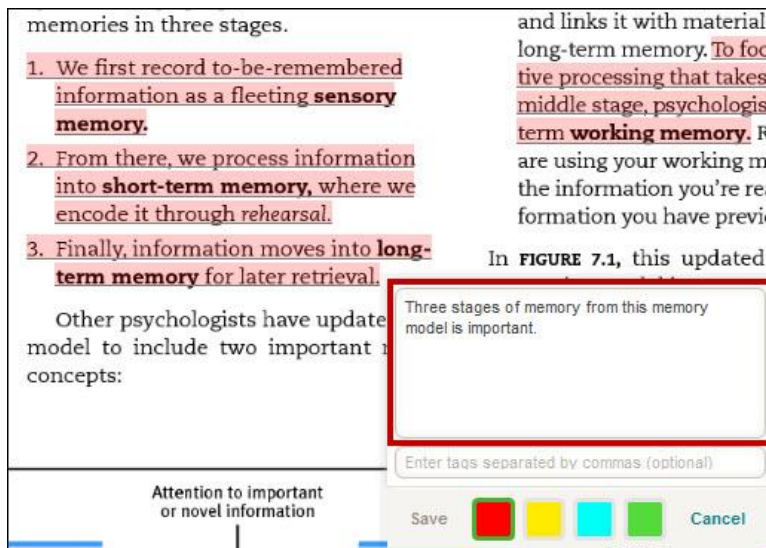 memories in three stages.
1. We first record to-be-remembered
information as a fleeting sensory
memory.
2. From there, we process information
into short-term memory, where we
encode it through rehearsal.
3. Finally, information moves into long-
term memory for later retrieval.
Other psychologists have update
model to include two important
concepts:
and links it with material
long-term memory. To foc
tive processing that takes
middle stage, psychologis
term working memory. R
are using your working m
the information you're rea
formation you have previ
In FIGURE 7.1, this updated
Three stages of memory from this memory
model is important.
Enter tags separated by commas (optional)
Save
Cancel
Attention to important
or novel information